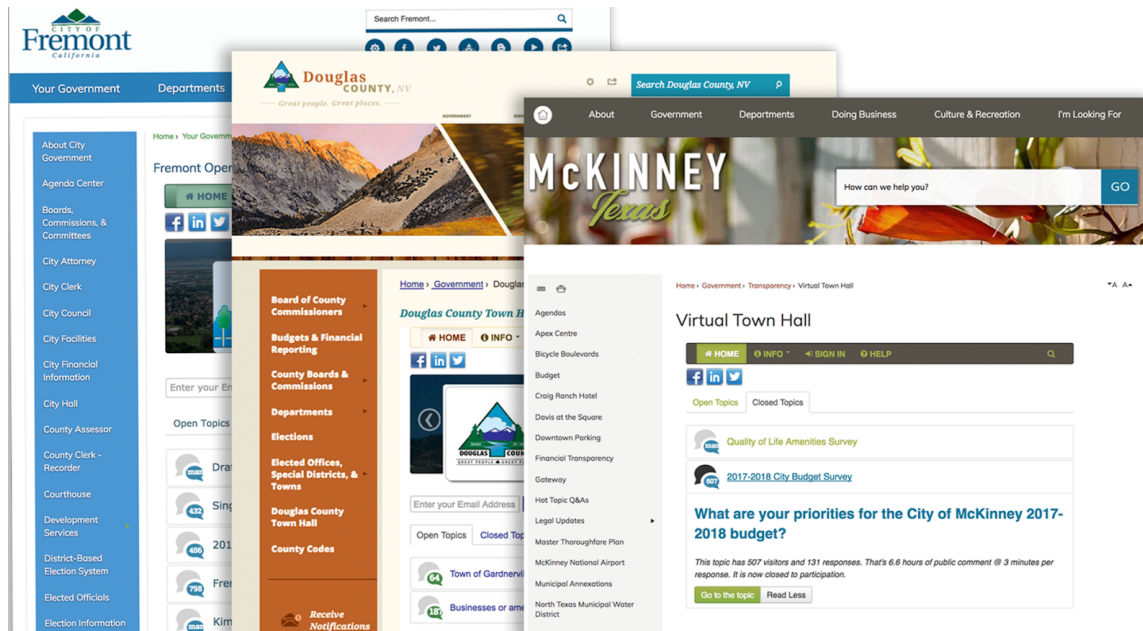 CITY OF
Fremont
California
Search Fremont...
Your Government
Departments
About City
Government
Agenda Center
Boards,
Commissions, &
Committees
City Attorney
City Clerk
City Council
City Facilities
City Financial
Information
City Hall
County Assessor
County Clerk -
Recorder
Courthouse
Development
Services
District-Based
Election System
Elected Officials
Election Information
Home › Your Governm
Fremont Oper
HOME
Enter your En
Open Topics
Draf
432 Sing
456 201
798 Frer
Kim
Douglas
COUNTY, NV
Great people. Great places.
Search Douglas County, NV
GOVERNMENT
Board of County
Commissioners
Budgets & Financial
Reporting
County Boards &
Commissions
Departments
Elections
Elected Offices,
Special Districts, &
Towns
Douglas County
Town Hall
County Codes
Receive
Notifications
Home › Government › Douglas
Douglas County Town H
HOME INFO
DOUGLAS COUN
GREAT PEOPLE GREAT P
Enter your Email Address
Open Topics Closed Top
64 Town of Gardnervil
187 Businesses or ame
About Government Departments Doing Business Culture & Recreation I'm Looking For
McKINNEY
Texas
How can we help you? GO
Agendas
Apex Centre
Bicycle Boulevards
Budget
Craig Ranch Hotel
Davis at the Square
Downtown Parking
Financial Transparency
Gateway
Hot Topic Q&As
Legal Updates
Master Thoroughfare Plan
McKinney National Airport
Municipal Annexations
North Texas Municipal Water
District
Home › Government › Transparency › Virtual Town Hall
A A
Virtual Town Hall
HOME INFO SIGN IN HELP
Open Topics Closed Topics
many Quality of Life Amenities Survey
507 2017-2018 City Budget Survey
What are your priorities for the City of McKinney 2017-
2018 budget?
This topic has 507 visitors and 131 responses. That's 6.6 hours of public comment @ 3 minutes per
response. It is now closed to participation.
Go to the topic Read Less